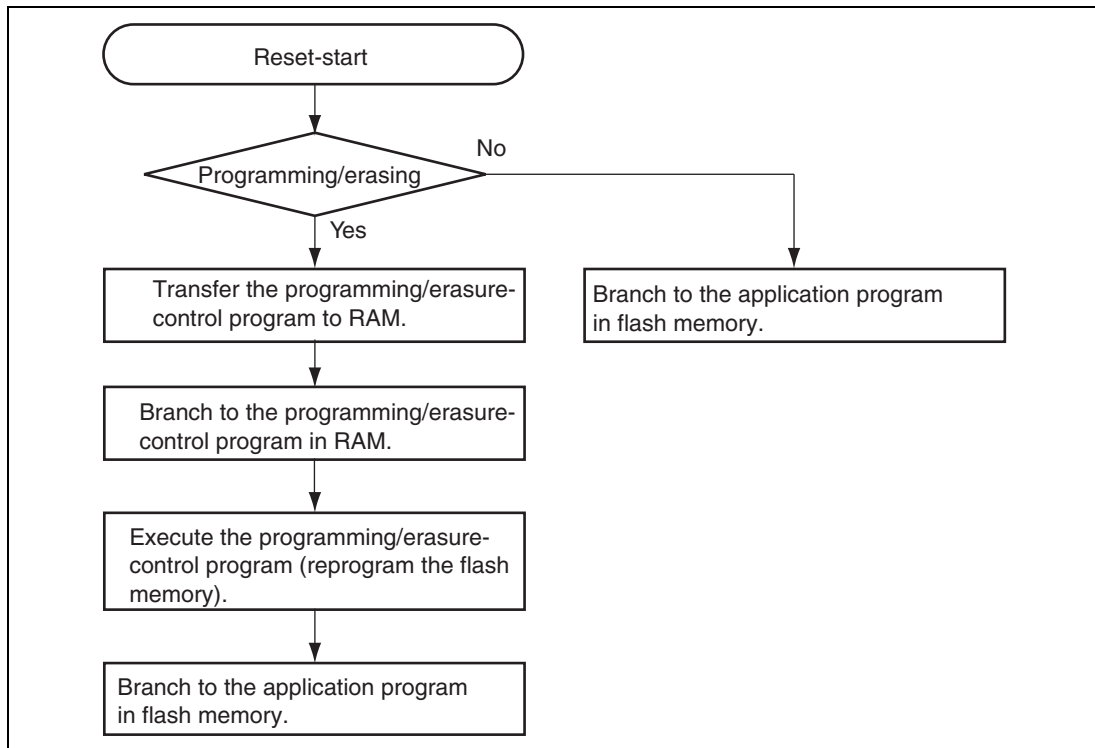 Reset-start
No
Programming/erasing
Yes
Transfer the programming/erasure-
control program to RAM.
Branch to the application program
in flash memory.
Branch to the programming/erasure-
control program in RAM.
Execute the programming/erasure-
control program (reprogram the flash
memory).
Branch to the application program
in flash memory.